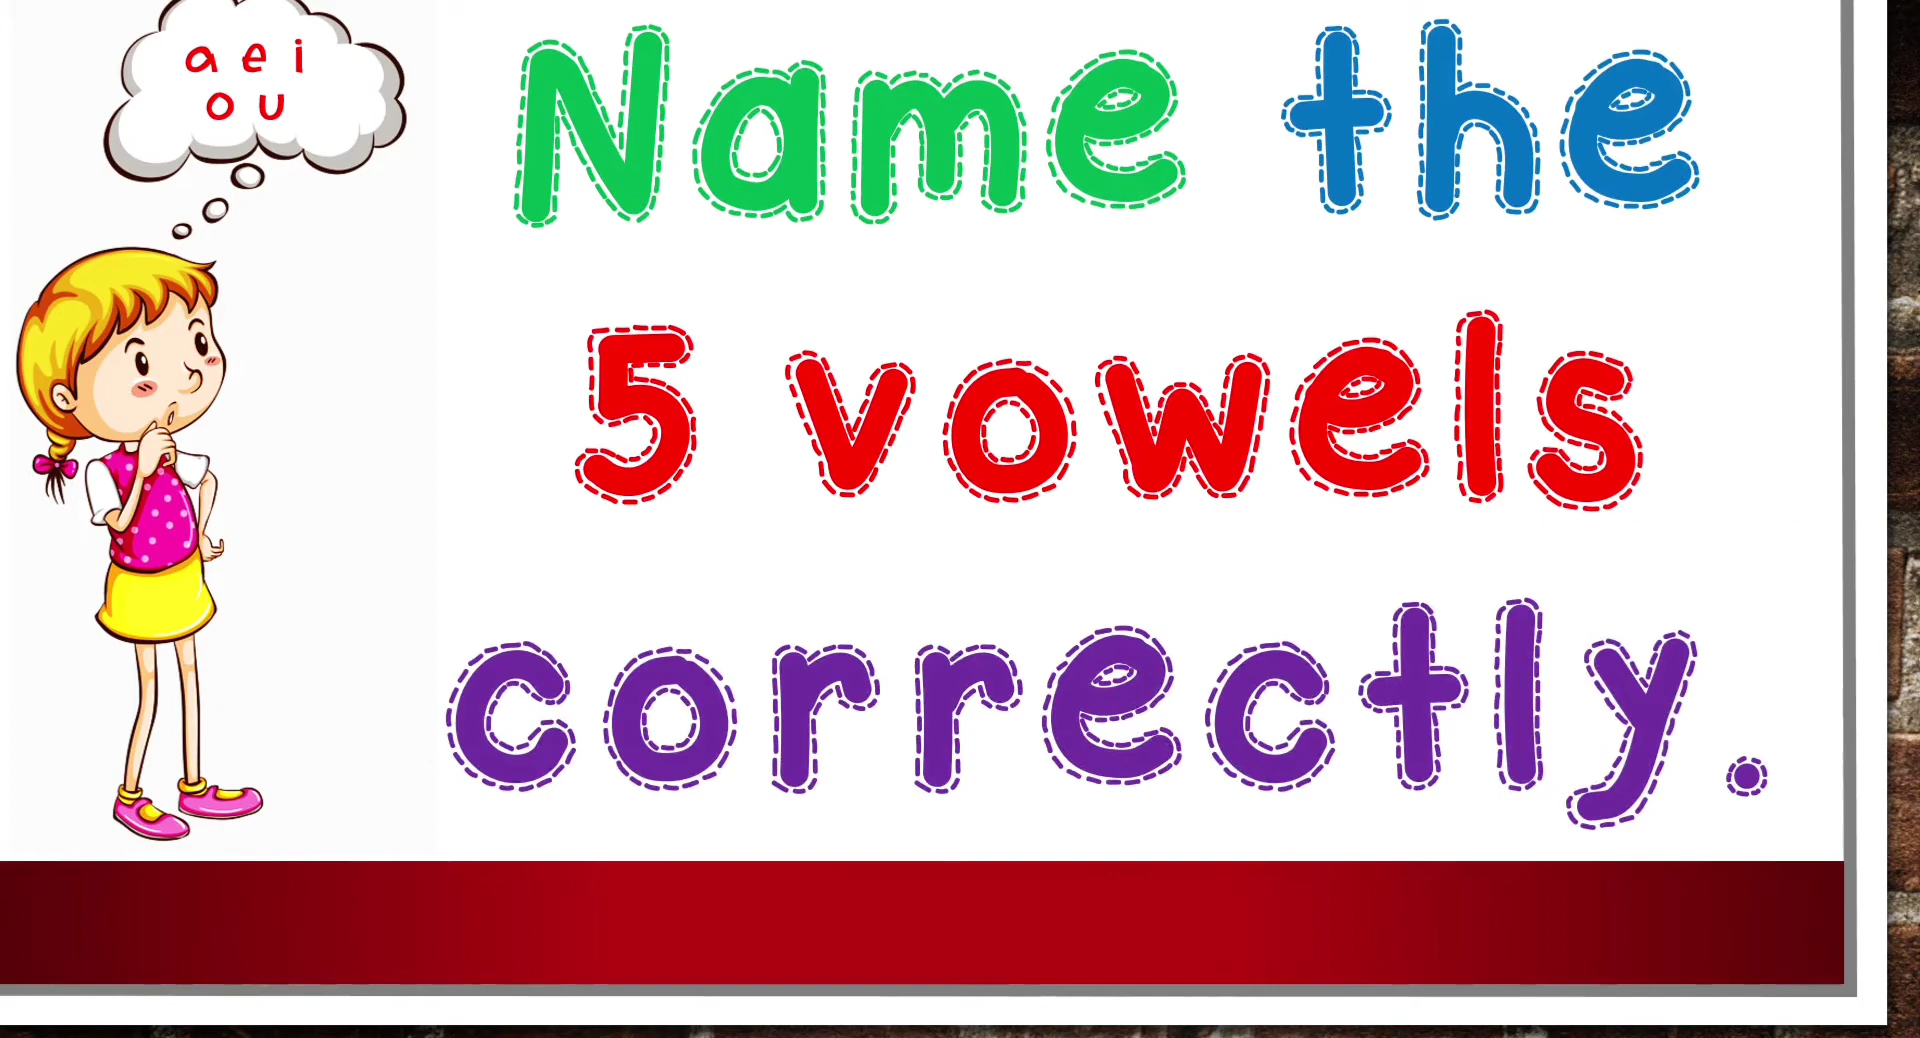 a e i
o u
Name the
5 vowels
correctly.